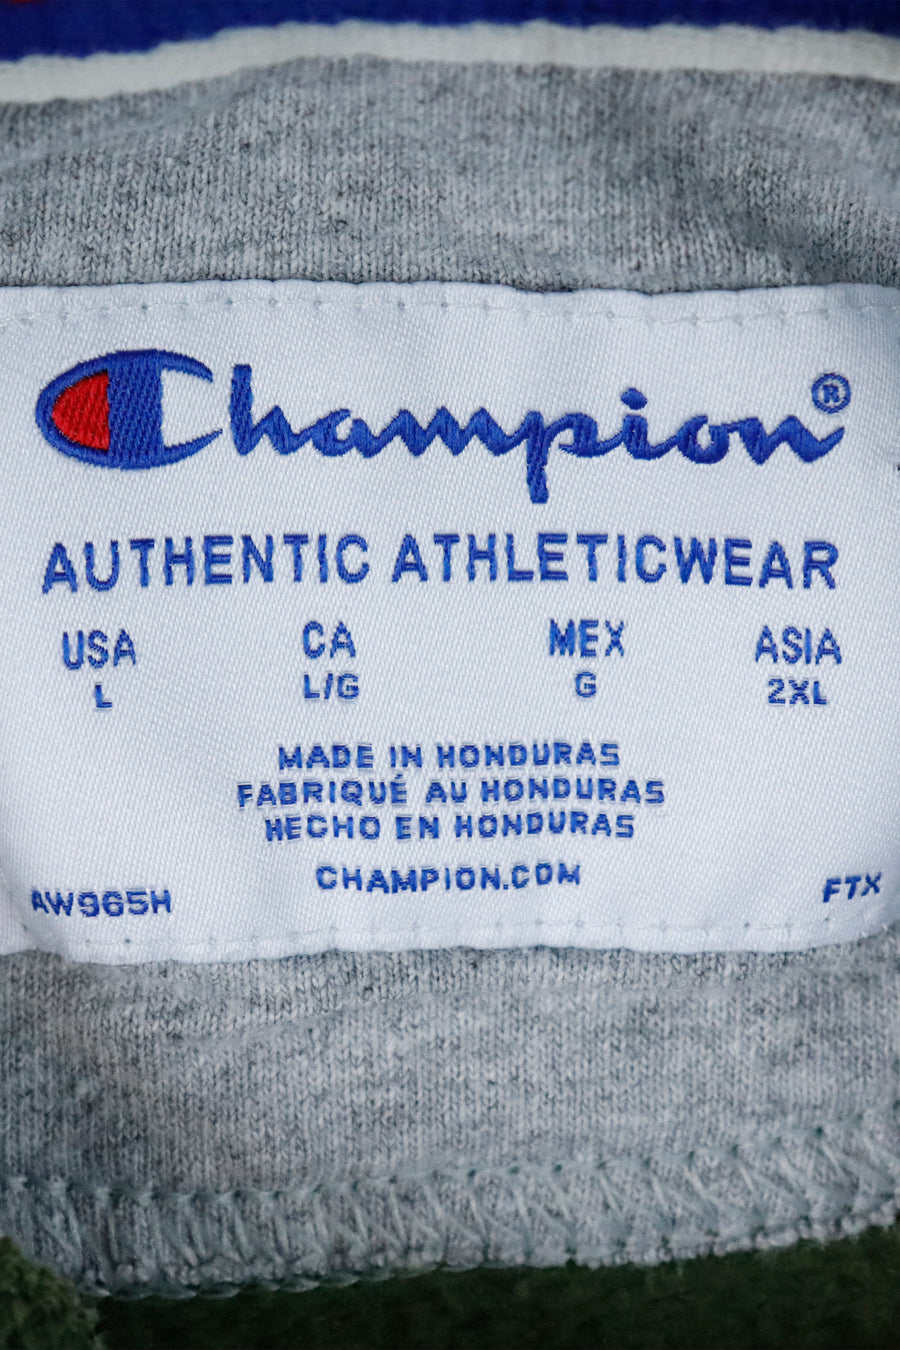 Champion®
AUTHENTIC ATHLETICWEAR
USA CA MEX ASIA
L L/G G 2XL
MADE IN HONDURAS
FABRIQUÉ AU HONDURAS
HECHO EN HONDURAS
CHAMPION.COM
AW965H FTX